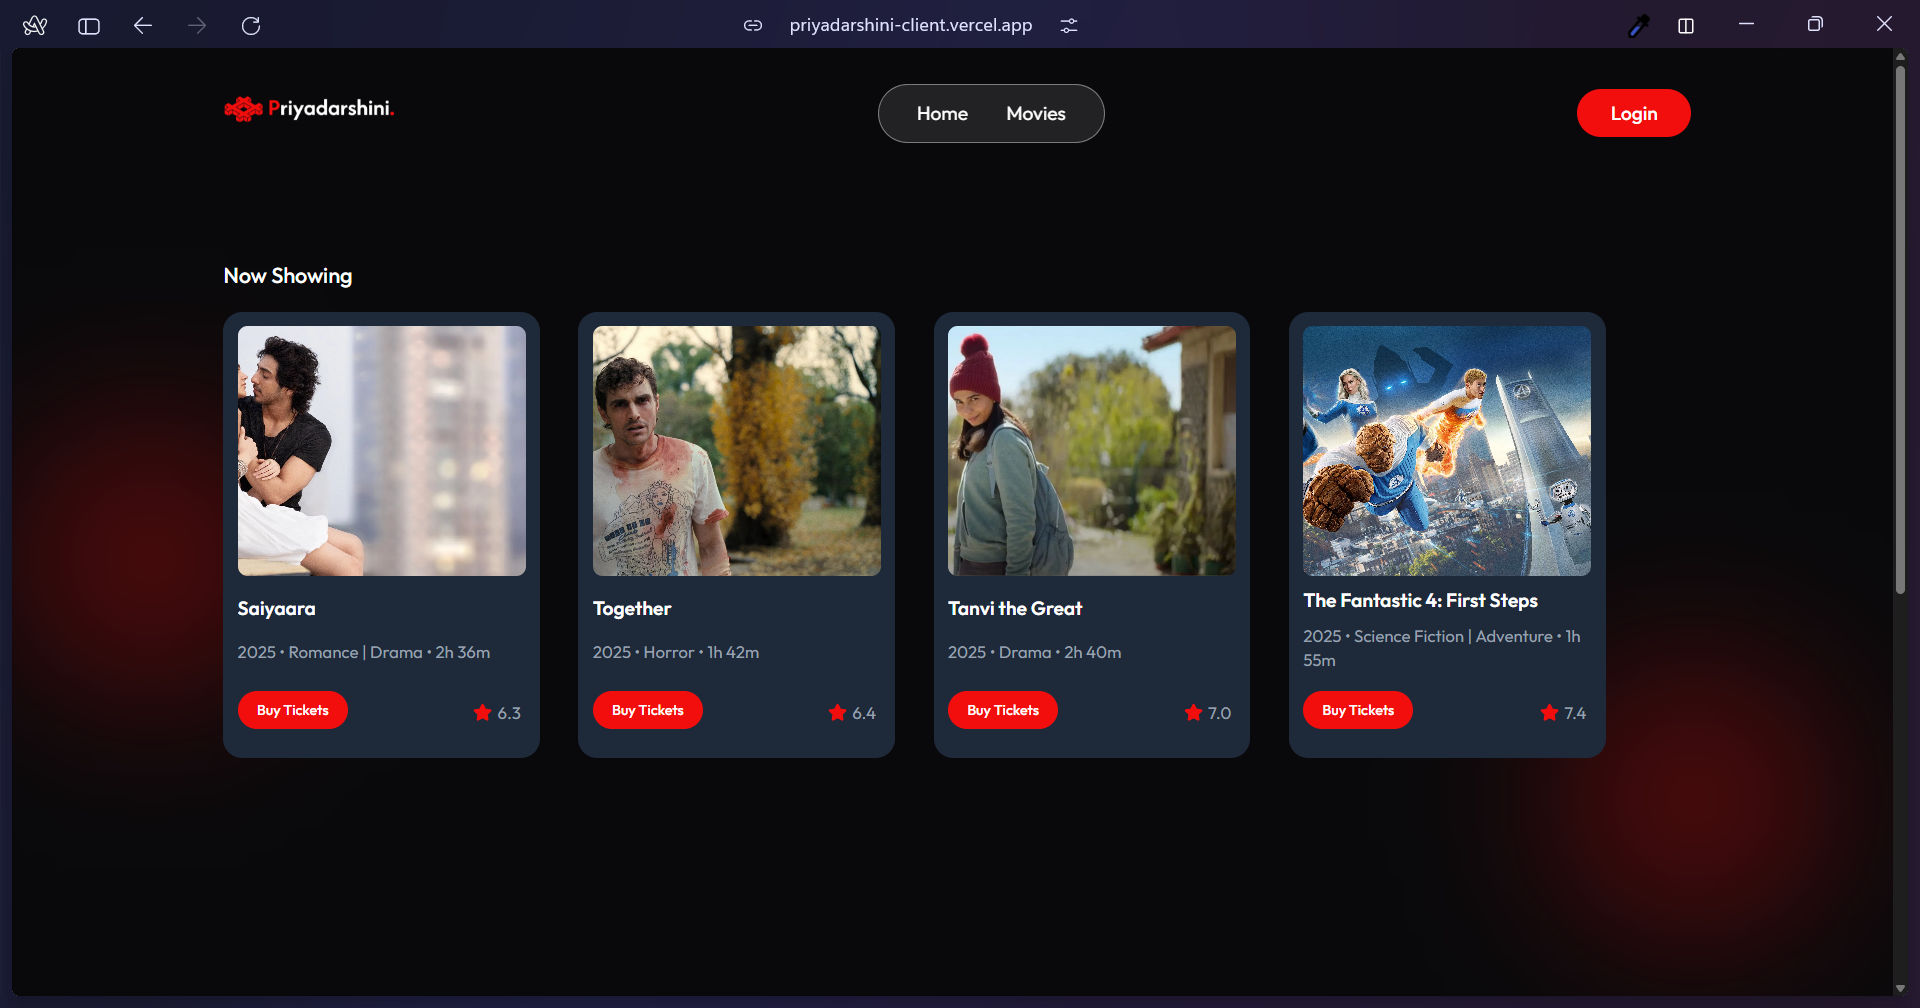 priyadarshini-client.vercel.app
Priyadarshini.
Home Movies
Login
Now Showing
Saiyaara
2025 • Romance | Drama • 2h 36m
Buy Tickets 6.3
Together
2025 • Horror • 1h 42m
Buy Tickets 6.4
Tanvi the Great
2025 • Drama • 2h 40m
Buy Tickets 7.0
The Fantastic 4: First Steps
2025 • Science Fiction | Adventure • 1h
55m
Buy Tickets 7.4